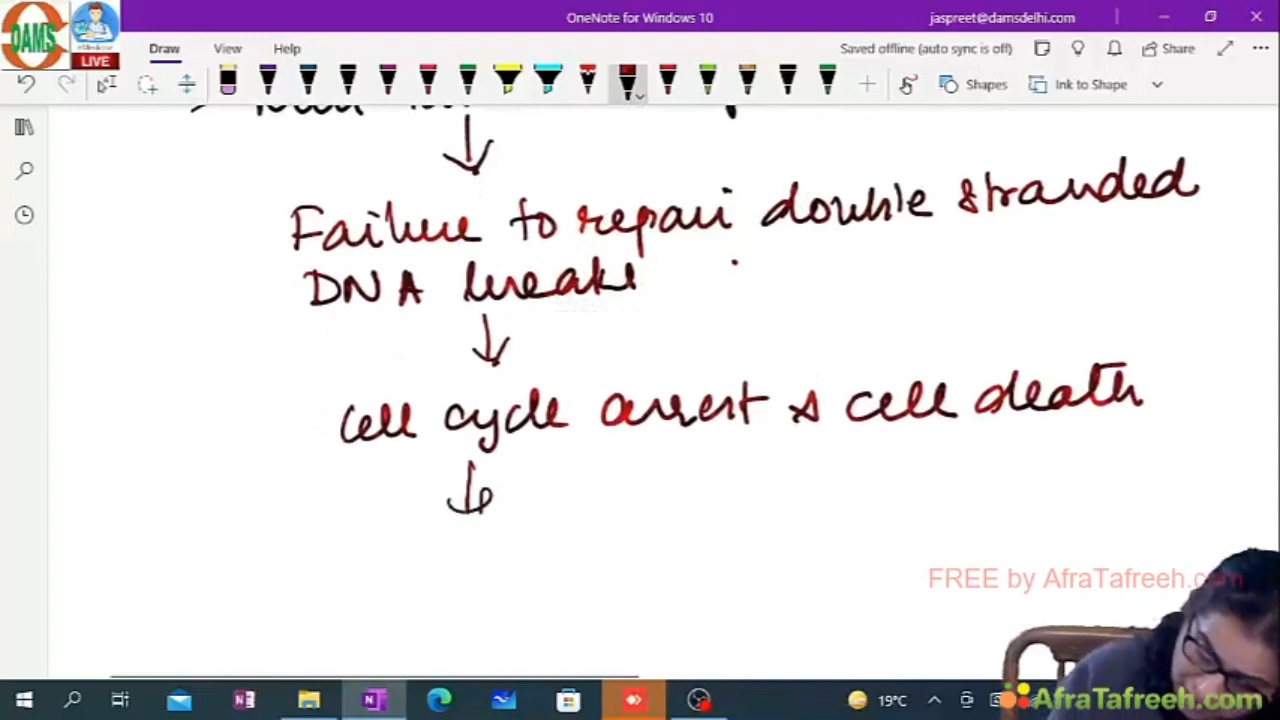 DAMS
eMedicoz
LIVE
OneNote for Windows 10
jaspreet@damsdelhi.com
Draw View Help
Saved offline (auto sync is off)
Share
Shapes
Ink to Shape
Failure to repair double stranded
DNA breaks
cell cycle arrest & cell death
FREE by AfraTafreeh.com
19°C
AfraTafreeh.com